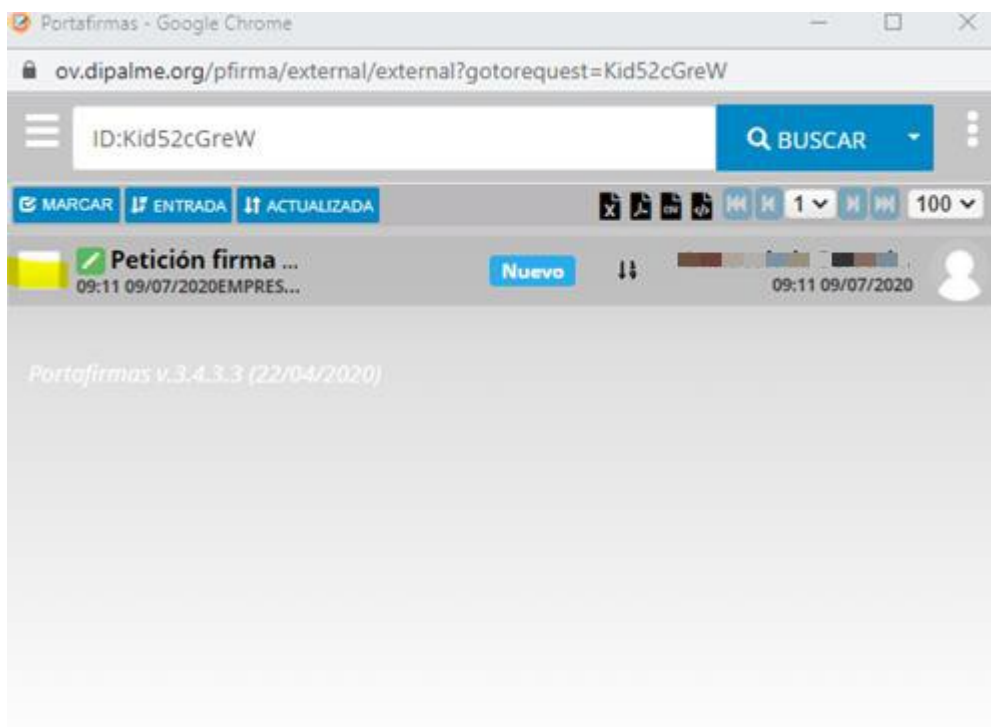 Portafirmas - Google Chrome
ov.dipalme.org/pfirma/external/external?gotorequest=Kid52cGreW
ID:Kid52cGreW BUSCAR
MARCAR ENTRADA ACTUALIZADA 1 100
Petición firma ... Nuevo
09:11 09/07/2020EMPRES... 09:11 09/07/2020
Portafirmas v.3.4.3.3 (22/04/2020)